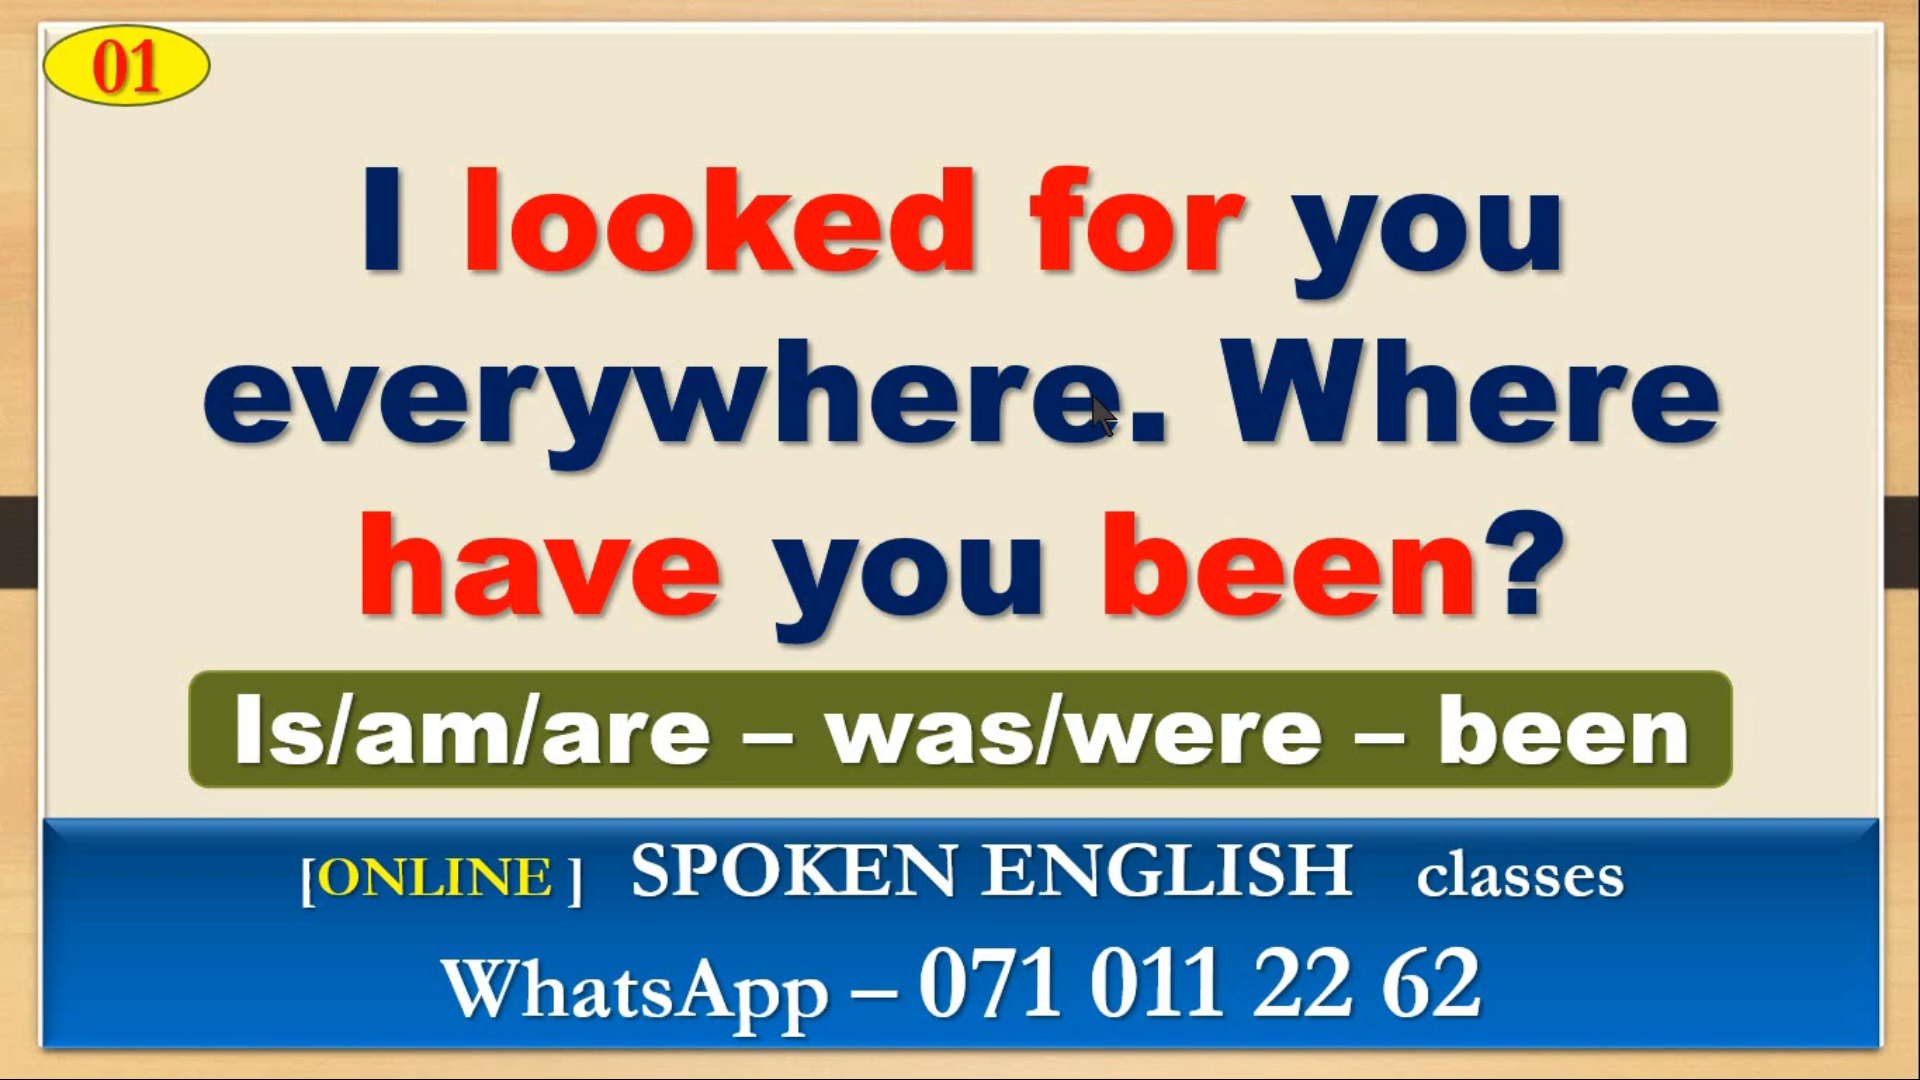 01
I looked for you
everywhere. Where
have you been?
Is/am/are – was/were – been
[ONLINE ] SPOKEN ENGLISH classes
WhatsApp – 071 011 22 62